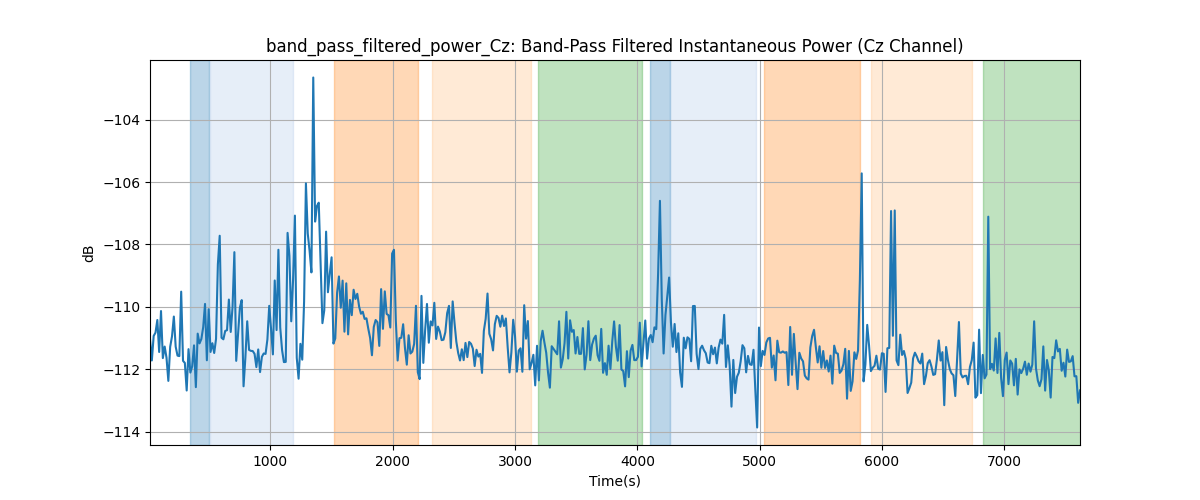 band_pass_filtered_power_Cz: Band-Pass Filtered Instantaneous Power (Cz Channel)
−104
−106
−108
dB
−110
−112
−114
1000 2000 3000 4000 5000 6000 7000
Time(s)